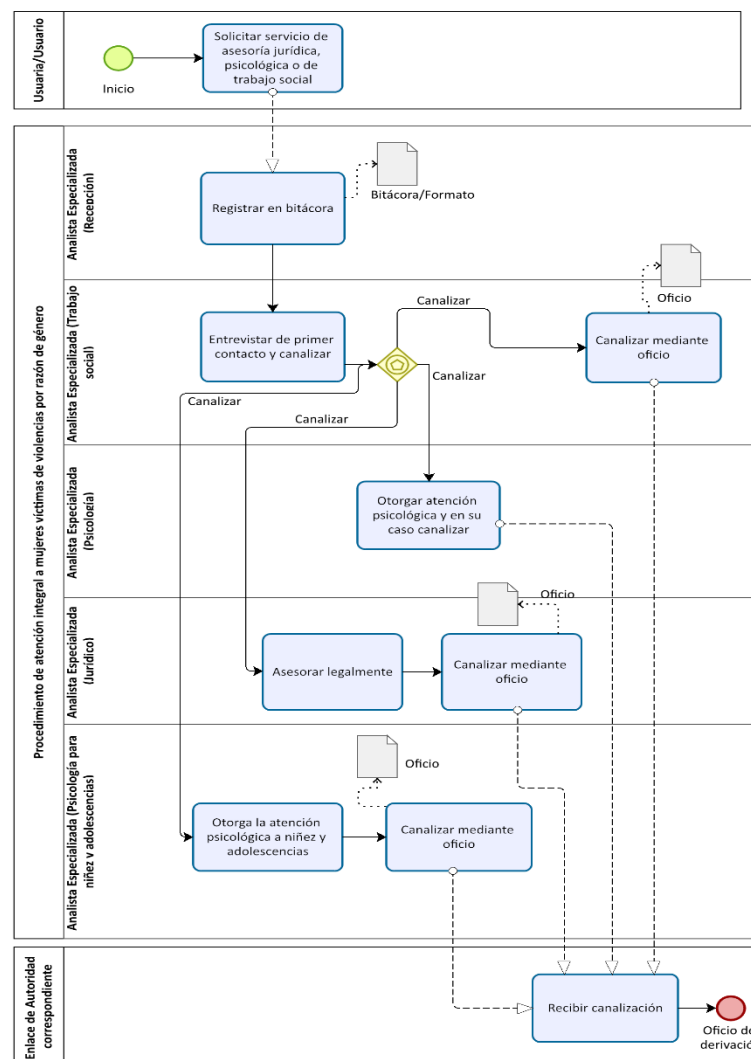 Usuaria/Usuario
Inicio
Solicitar servicio de
asesoría jurídica,
psicológica o de
trabajo social
Procedimiento de atención integral a mujeres víctimas de violencias por razón de género
Analista Especializada
(Recepción)
Registrar en bitácora
Bitácora/Formato
Analista Especializada (Trabajo
social)
Entrevistar de primer
contacto y canalizar
Canalizar
Canalizar
Canalizar
Canalizar
Oficio
Canalizar mediante
oficio
Analista Especializada
(Psicología)
Otorgar atención
psicológica y en su
caso canalizar
Analista Especializada
(Jurídico)
Asesorar legalmente
Oficio
Canalizar mediante
oficio
Analista Especializada (Psicología para
niñez y adolescencias)
Otorga la atención
psicológica a niñez y
adolescencias
Oficio
Canalizar mediante
oficio
Enlace de Autoridad
correspondiente
Recibir canalización
Oficio de
derivació